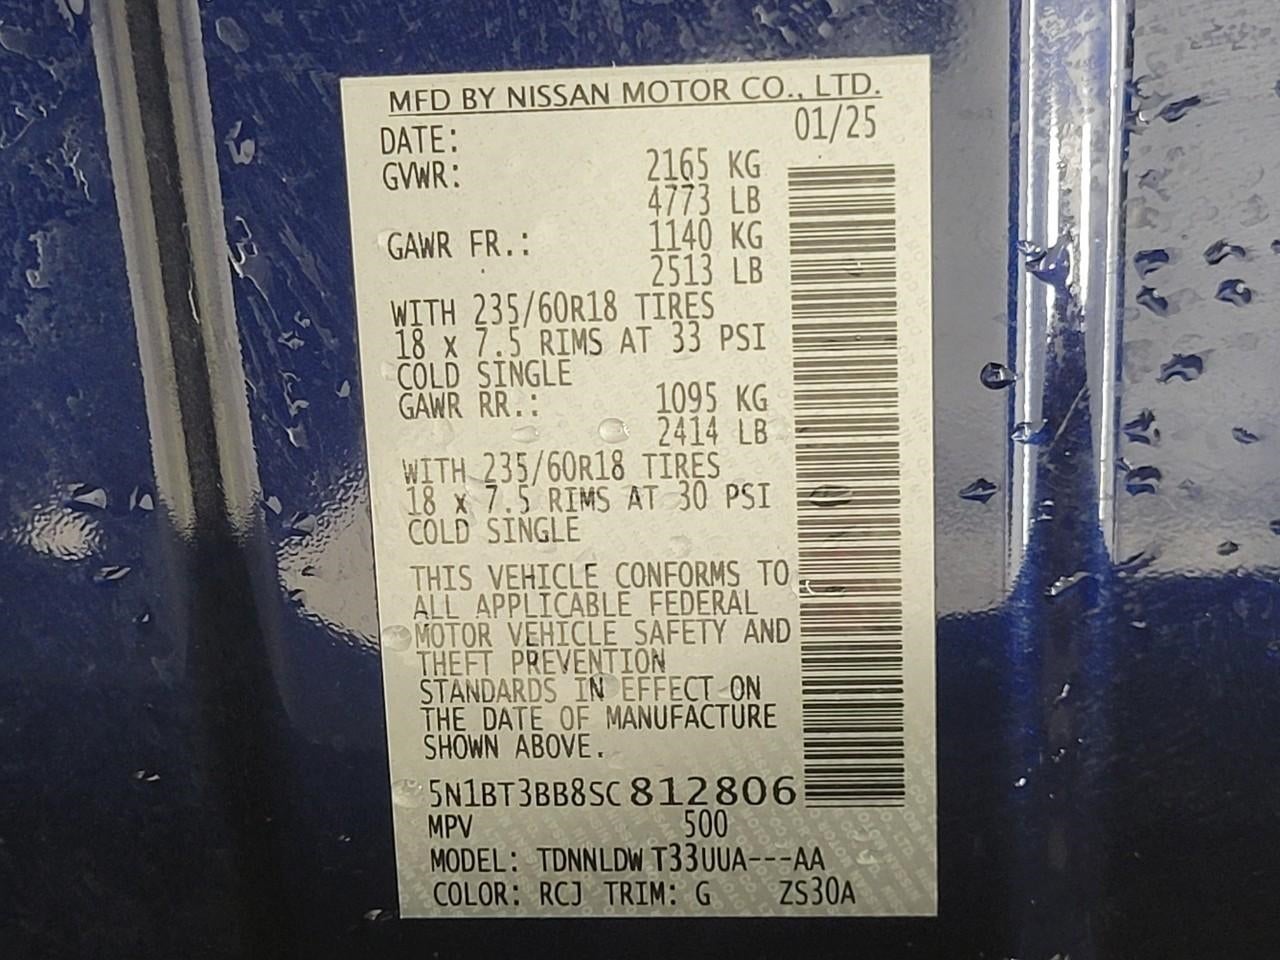 MFD BY NISSAN MOTOR CO., LTD.
DATE: 01/25
GVWR: 2165 KG
4773 LB
GAWR FR.: 1140 KG
2513 LB
WITH 235/60R18 TIRES
18 x 7.5 RIMS AT 33 PSI
COLD SINGLE
GAWR RR.: 1095 KG
2414 LB
WITH 235/60R18 TIRES
18 x 7.5 RIMS AT 30 PSI
COLD SINGLE
THIS VEHICLE CONFORMS TO
ALL APPLICABLE FEDERAL
MOTOR VEHICLE SAFETY AND
THEFT PREVENTION
STANDARDS IN EFFECT ON
THE DATE OF MANUFACTURE
SHOWN ABOVE.
5N1BT3BB8SC812806
MPV 500
MODEL: TDNNLDWT33UUA---AA
COLOR: RCJ TRIM: G ZS30A